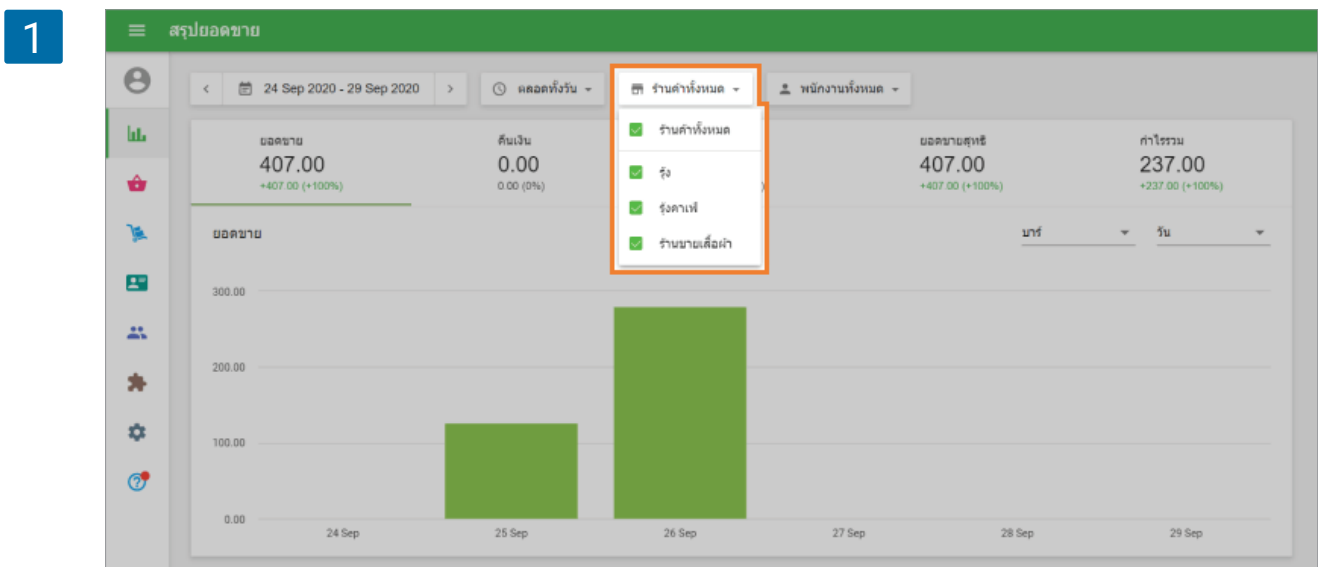 1
สรุปยอดขาย
24 Sep 2020 - 29 Sep 2020
ตลอดทั้งวัน
ร้านค้าทั้งหมด
พนักงานทั้งหมด
ร้านค้าทั้งหมด
รุ้ง
รุ้งคาเฟ่
ร้านขายเสื้อผ้า
ยอดขาย
407.00
+407.00 (+100%)
คืนเงิน
0.00
0.00 (0%)
)
ยอดขายสุทธิ
407.00
+407.00 (+100%)
กำไรรวม
237.00
+237.00 (+100%)
ยอดขาย
บาร์
วัน
300.00
200.00
100.00
0.00
24 Sep
25 Sep
26 Sep
27 Sep
28 Sep
29 Sep